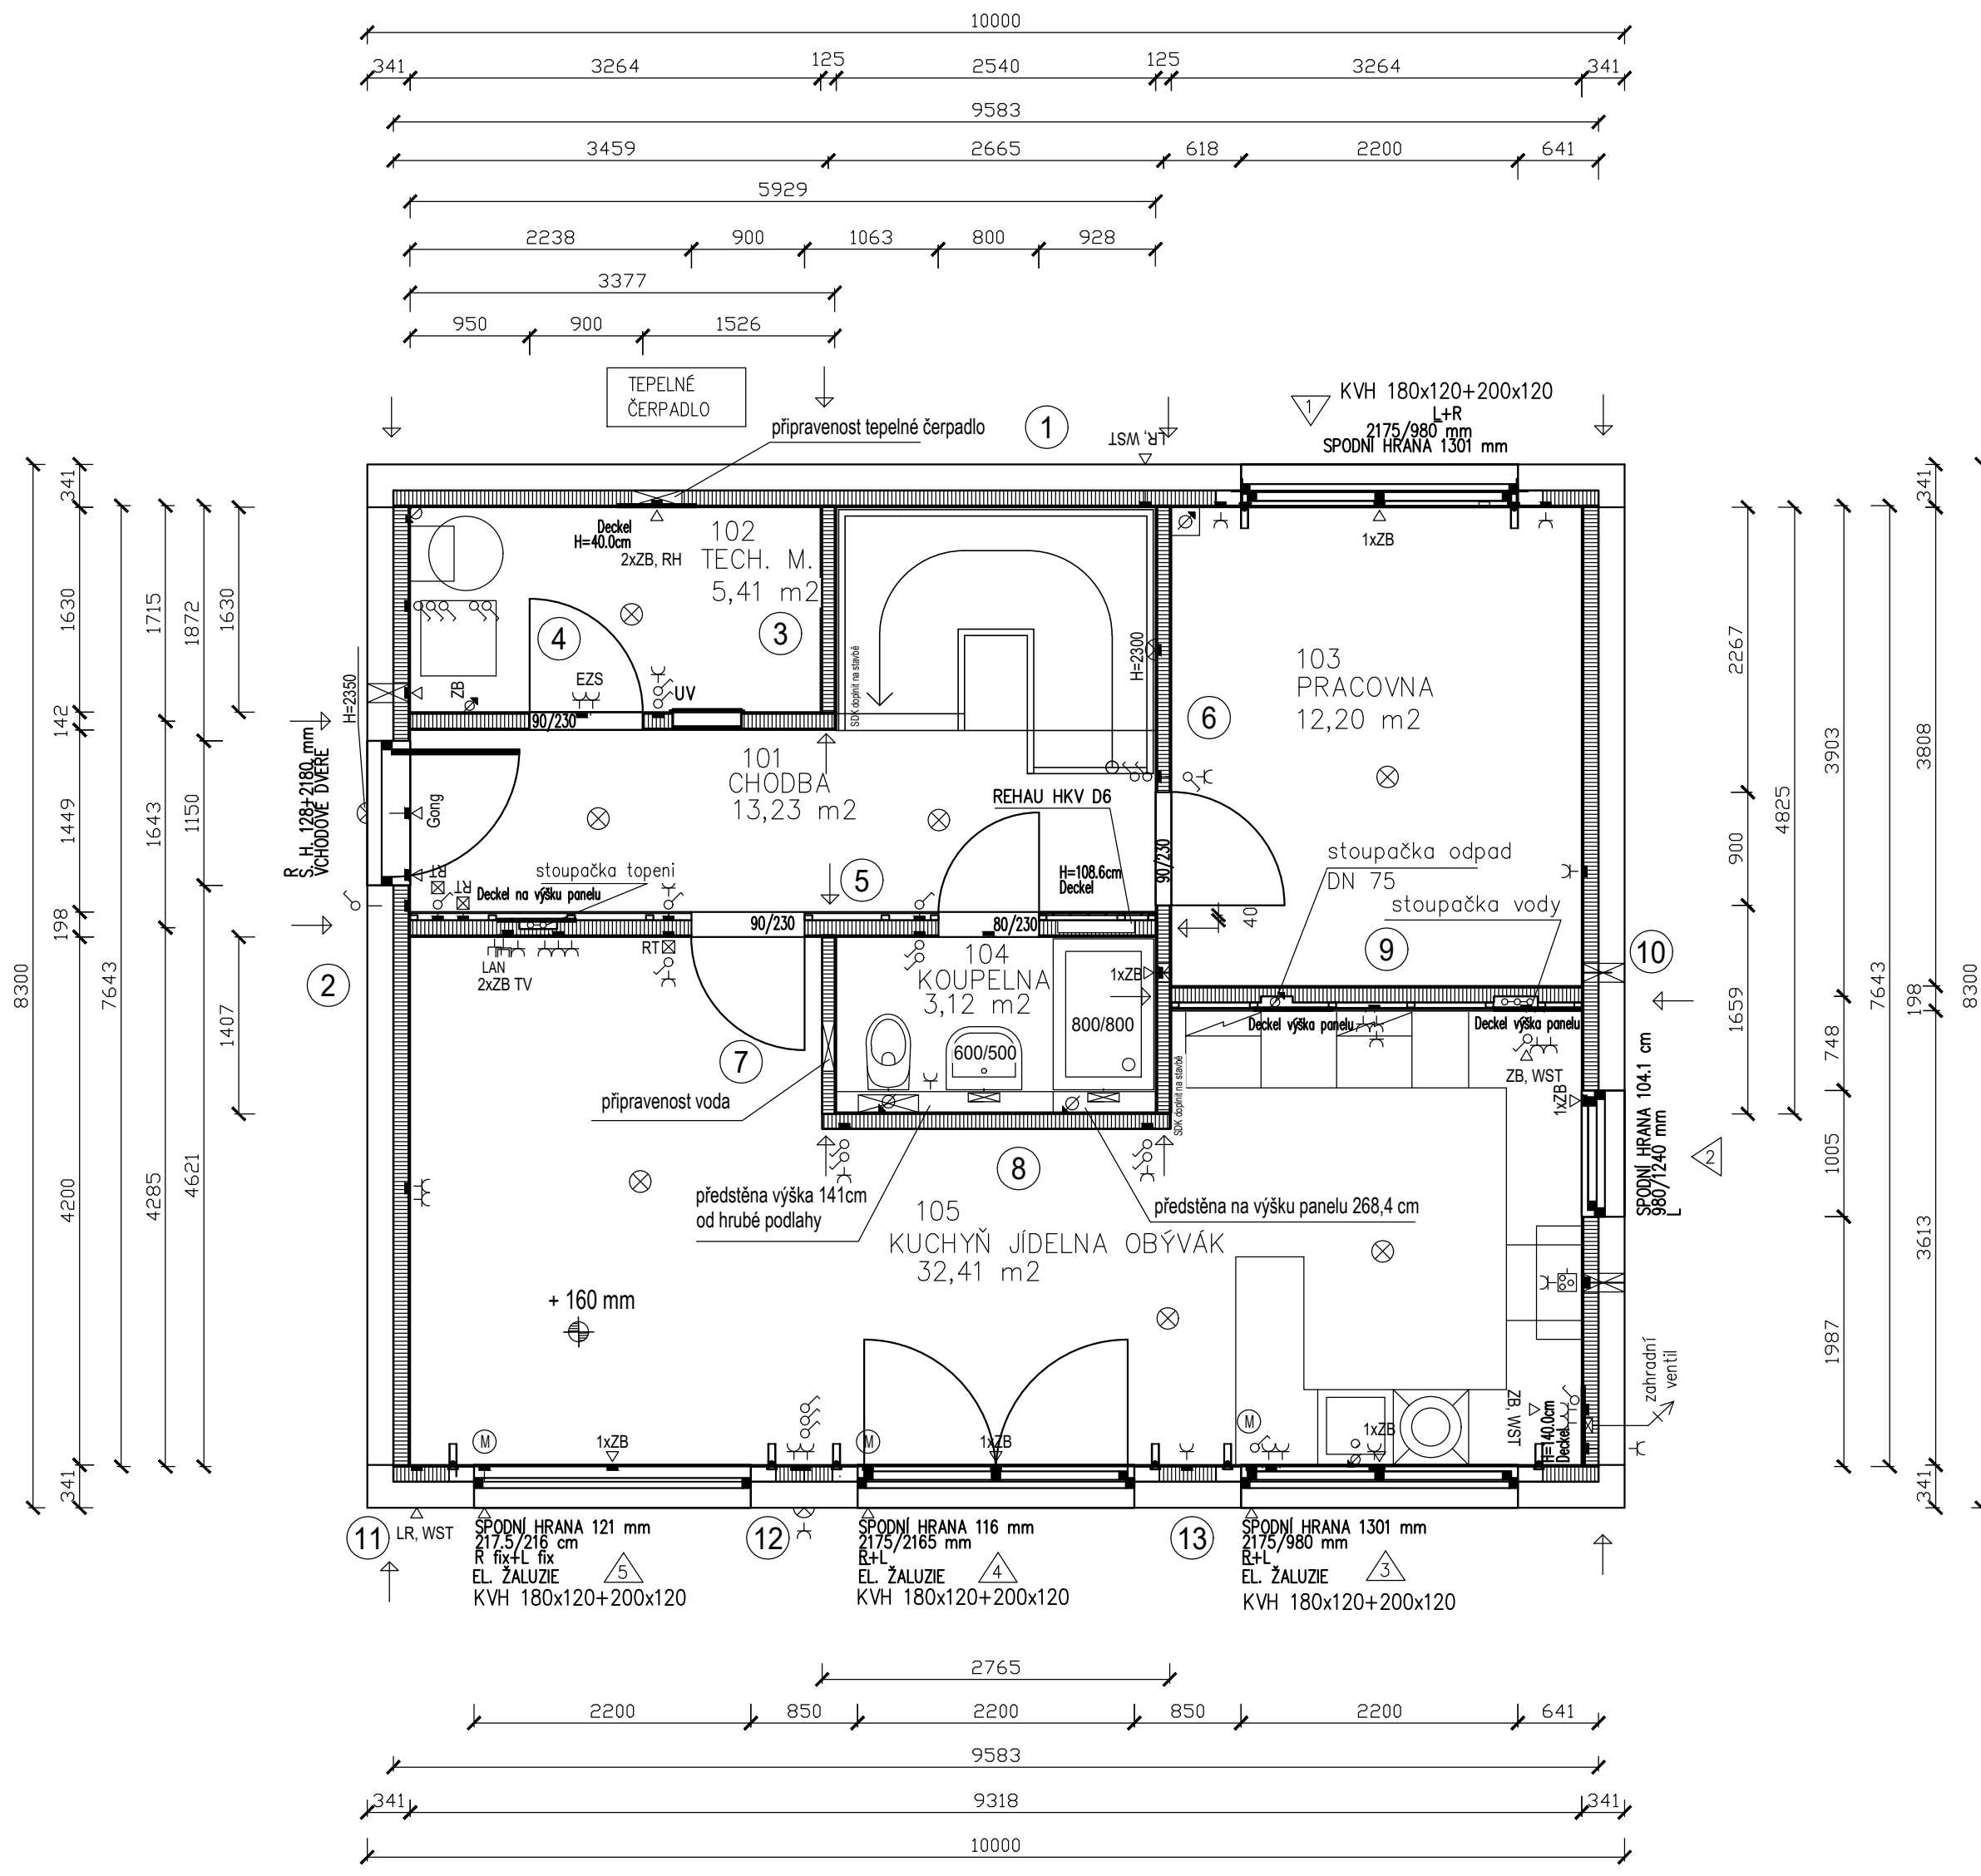 10000
341
3264
125
2540
125
3264
341
9583
3459
2665
618
2200
641
5929
2238
900
1063
800
928
3377
950
900
1526
TEPELNÉ
ČERPADLO
připravenost tepelné čerpadlo
1
LR, WST
1
KVH 180x120+200x120
L+R
2175/980 mm
SPODNÍ HRANA 1301 mm
8300
341
1630
142
1449
198
4200
341
7643
1715
1643
4285
1872
1150
4621
1630
1407
H=2350
R
S. H. 128+2180 mm
VCHODOVÉ DVEŘE
2
Deckel
H=40.0cm
2xZB, RH
102
TECH. M.
5,41 m2
3
4
EZS
UV
ZB
90/230
SDK doplnit na stavbě
H=2300
1xZB
103
PRACOVNA
12,20 m2
6
101
CHODBA
13,23 m2
Gong
RT
RT
stoupačka topeni
Deckel na výšku panelu
5
REHAU HKV D6
H=108.6cm
Deckel
90/230
80/230
90/230
40
stoupačka odpad
DN 75
stoupačka vody
9
10
LAN
2xZB TV
RT
104
KOUPELNA
3,12 m2
600/500
800/800
1xZB
7
připravenost voda
Deckel výška panelu
Deckel výška panelu
ZB, WST
1xZB
SDK doplnit na stavbě
SPODNÍ HRANA 104.1 cm
980/1240 mm
L
2
předstěna výška 141cm
od hrubé podlahy
8
předstěna na výšku panelu 268,4 cm
105
KUCHYŇ JÍDELNA OBÝVÁK
32,41 m2
+ 160 mm
zahradní
ventil
ZB, WST
H=140.0cm
Deckel
M
1xZB
M
1xZB
M
1xZB
11
LR, WST
SPODNÍ HRANA 121 mm
217.5/216 cm
R fix+L fix
EL. ŽALUZIE
5
KVH 180x120+200x120
12
SPODNÍ HRANA 116 mm
2175/2165 mm
R+L
EL. ŽALUZIE
4
KVH 180x120+200x120
13
SPODNÍ HRANA 1301 mm
2175/980 mm
R+L
EL. ŽALUZIE
3
KVH 180x120+200x120
2267
900
1659
4825
3903
748
1005
1987
7643
341
3808
198
3613
341
8300
2765
2200
850
2200
850
2200
641
9583
341
9318
341
10000